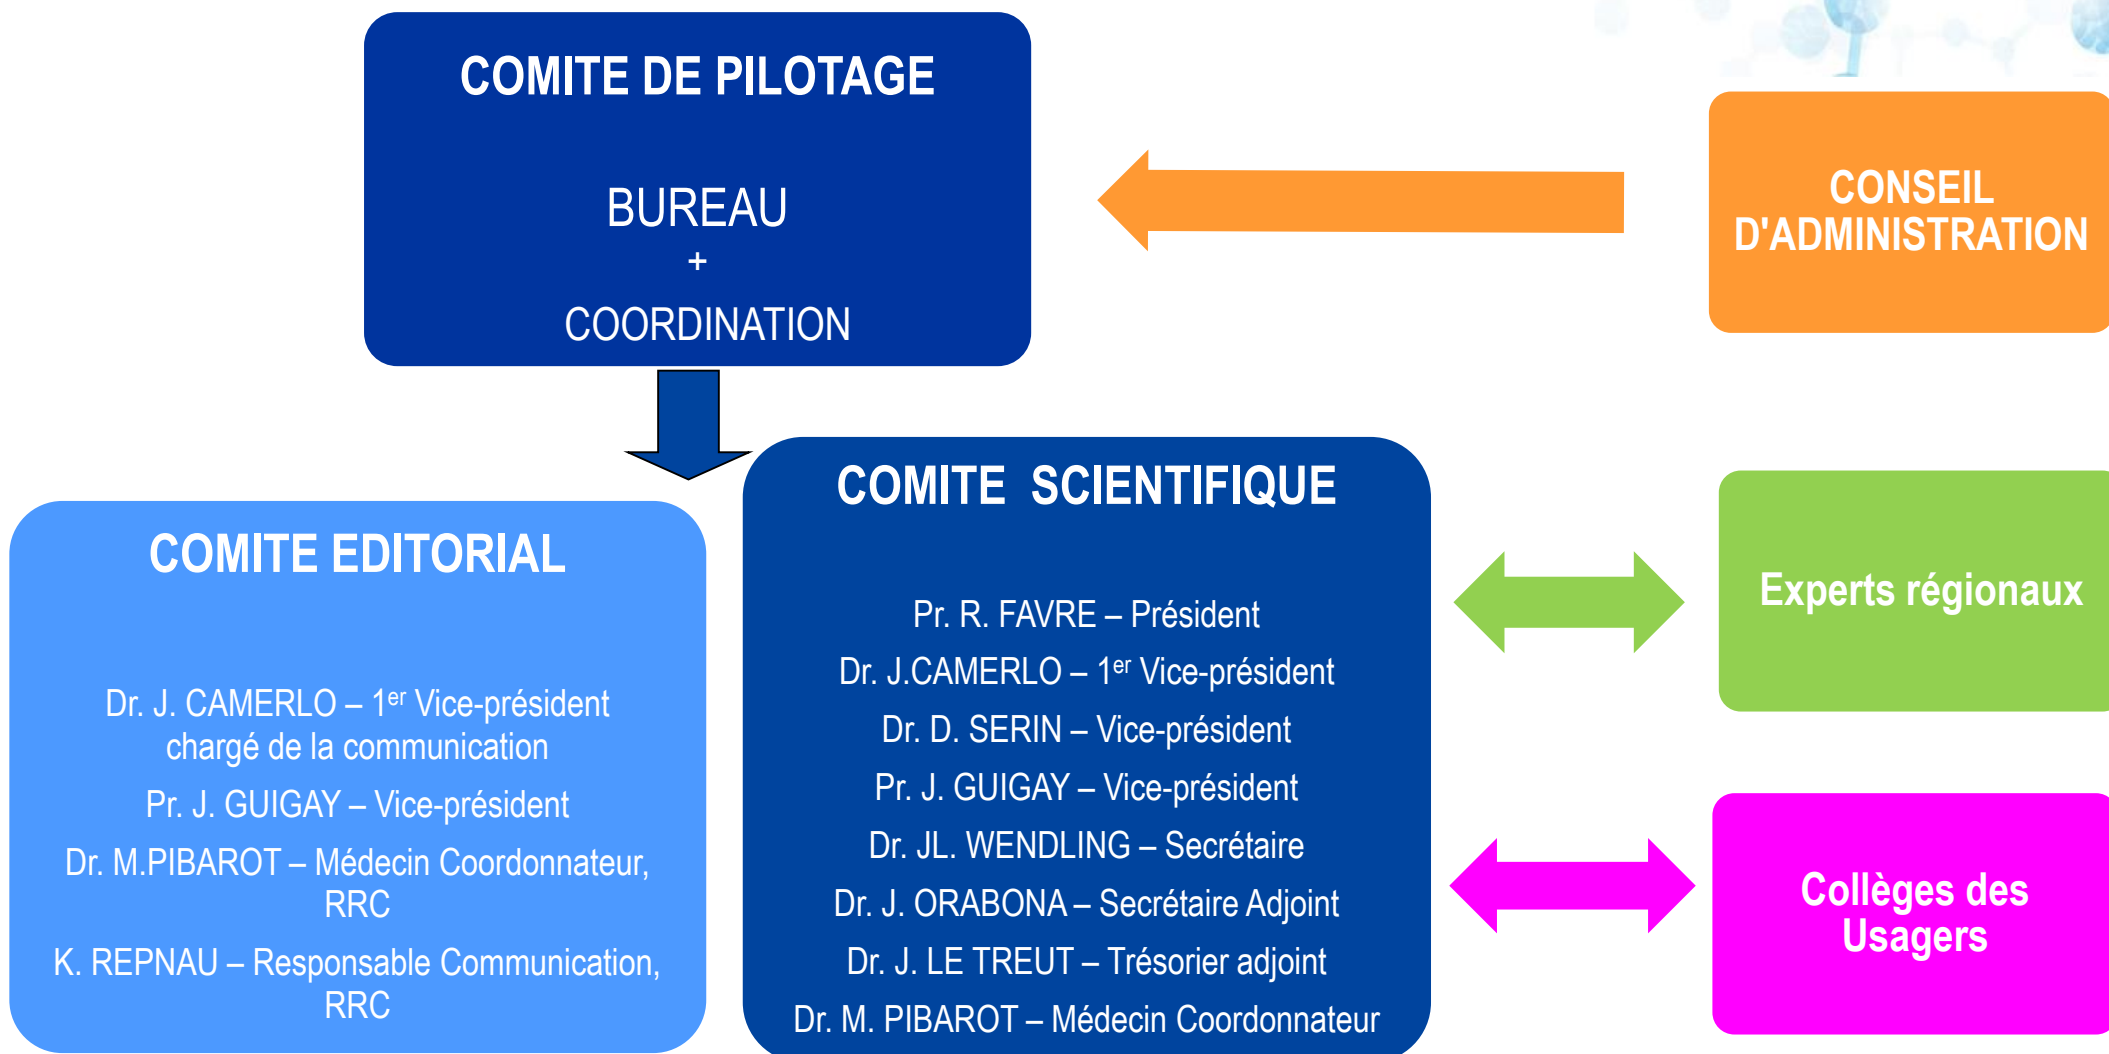 COMITE DE PILOTAGE
BUREAU
+
COORDINATION
CONSEIL
D'ADMINISTRATION
COMITE EDITORIAL
Dr. J. CAMERLO – 1er Vice-président
chargé de la communication
Pr. J. GUIGAY – Vice-président
Dr. M.PIBAROT – Médecin Coordonnateur,
RRC
K. REPNAU – Responsable Communication,
RRC
COMITE SCIENTIFIQUE
Pr. R. FAVRE – Président
Dr. J.CAMERLO – 1er Vice-président
Dr. D. SERIN – Vice-président
Pr. J. GUIGAY – Vice-président
Dr. JL. WENDLING – Secrétaire
Dr. J. ORABONA – Secrétaire Adjoint
Dr. J. LE TREUT – Trésorier adjoint
Dr. M. PIBAROT – Médecin Coordonnateur
Experts régionaux
Collèges des
Usagers